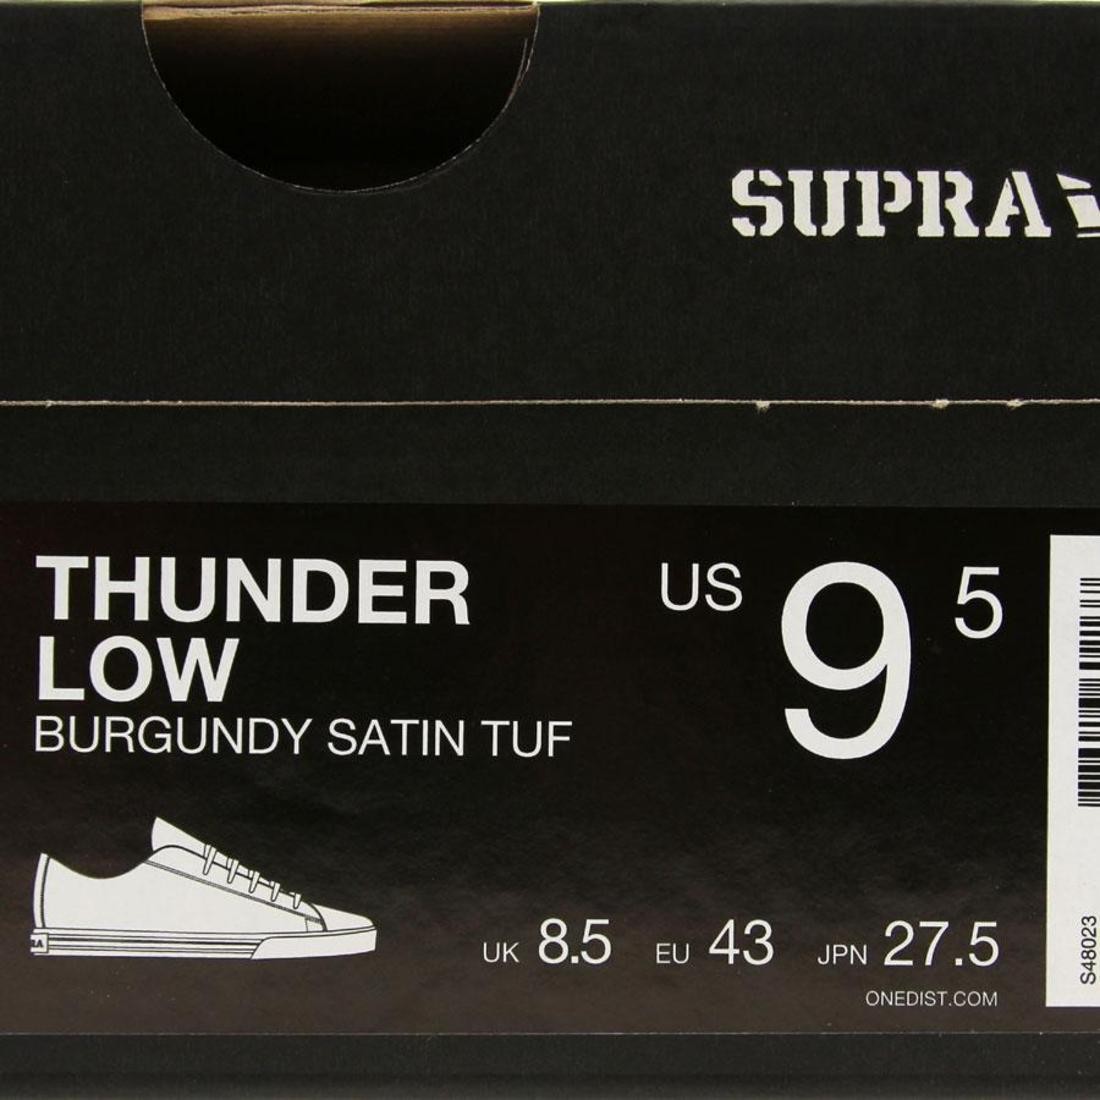 SUPRA
THUNDER
LOW
BURGUNDY SATIN TUF
US 9 5
UK 8.5 EU 43 JPN 27.5
ONEDIST.COM
S48023